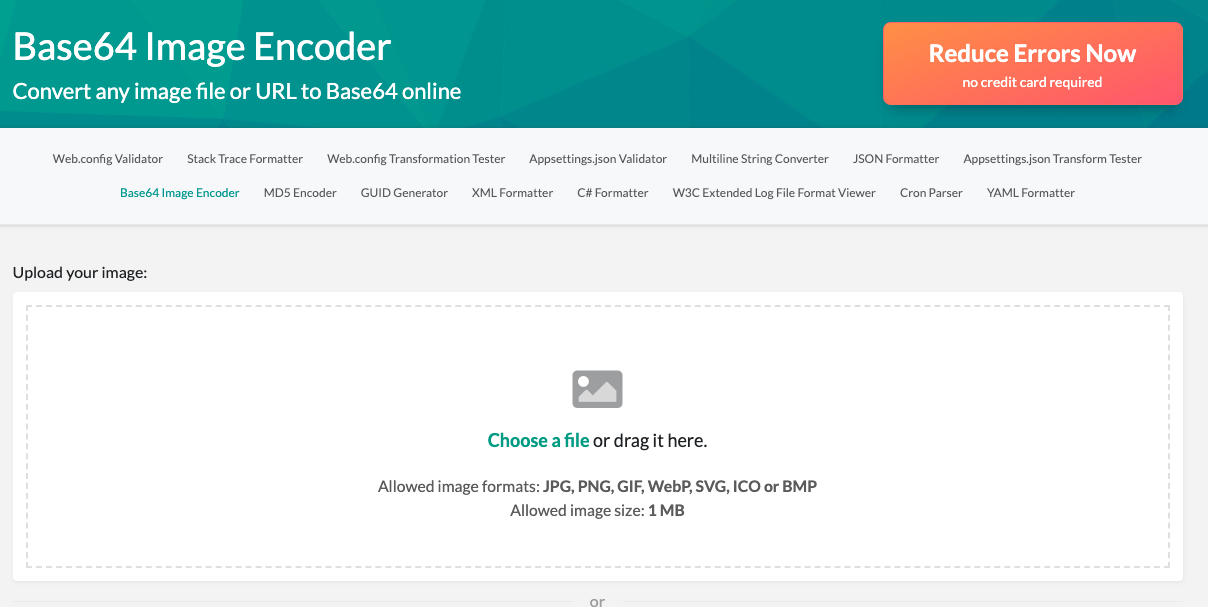 Base64 Image Encoder
Convert any image file or URL to Base64 online
Reduce Errors Now
no credit card required
Web.config Validator Stack Trace Formatter Web.config Transformation Tester Appsettings.json Validator Multiline String Converter JSON Formatter Appsettings.json Transform Tester
Base64 Image Encoder MD5 Encoder GUID Generator XML Formatter C# Formatter W3C Extended Log File Format Viewer Cron Parser YAML Formatter
Upload your image:
Choose a file or drag it here.
Allowed image formats: JPG, PNG, GIF, WebP, SVG, ICO or BMP
Allowed image size: 1 MB
or